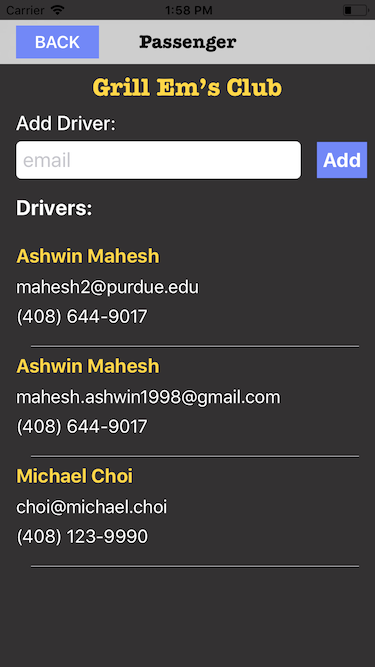 Carrier 1:58 PM
BACK Passenger
Grill Em's Club
Add Driver:
email Add
Drivers:
Ashwin Mahesh
mahesh2@purdue.edu
(408) 644-9017
Ashwin Mahesh
mahesh.ashwin1998@gmail.com
(408) 644-9017
Michael Choi
choi@michael.choi
(408) 123-9990